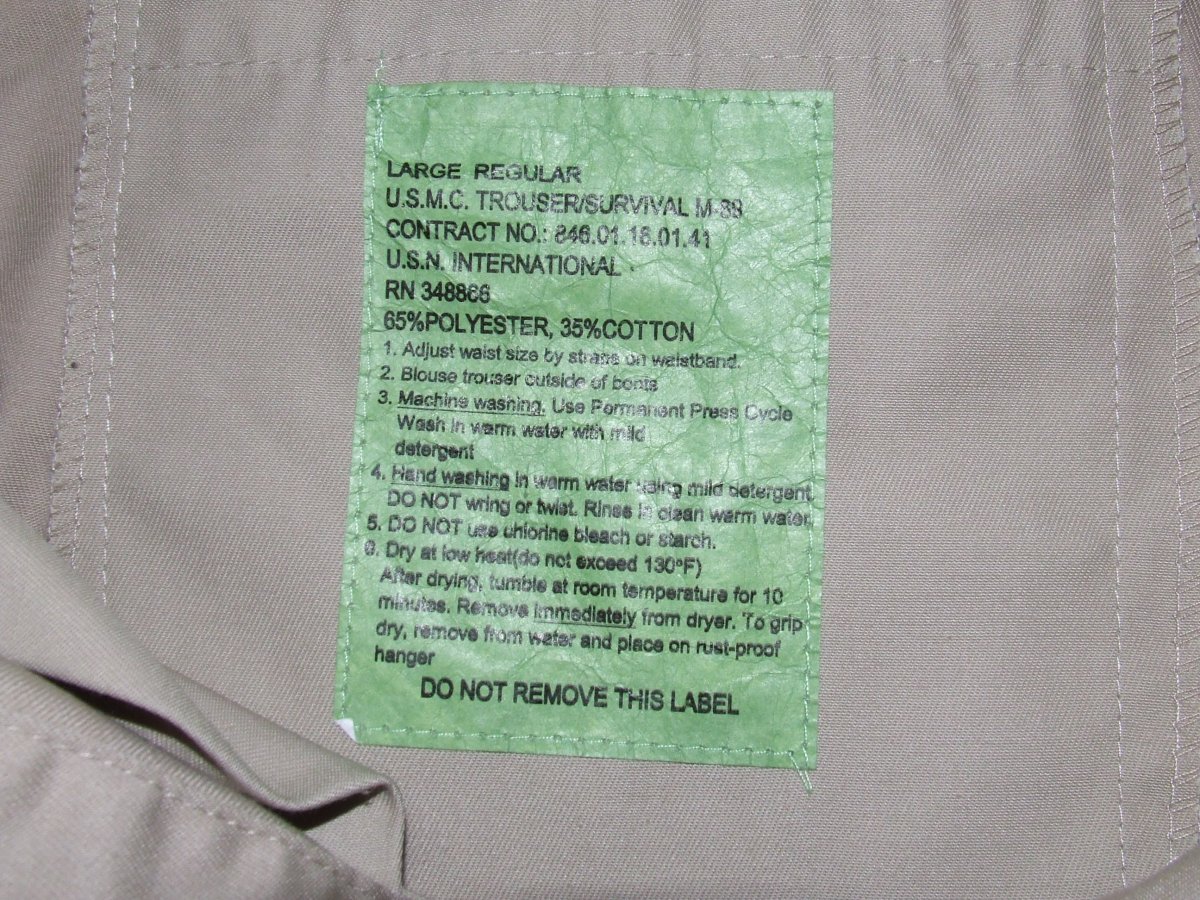 LARGE REGULAR
U.S.M.C. TROUSER/SURVIVAL M-89
CONTRACT NO.: 846.01.16.01.41
U.S.N. INTERNATIONAL
RN 348866
65%POLYESTER, 35%COTTON
1. Adjust waist size by straps on waistband.
2. Blouse trouser outside of boots
3. Machine washing. Use Permanent Press Cycle
Wash in warm water with mild
detergent
4. Hand washing in warm water using mild detergent
DO NOT wring or twist. Rinse in clean warm water
5. DO NOT use chlorine bleach or starch.
6. Dry at low heat(do not exceed 130°F)
After drying, tumble at room temperature for 10
minutes. Remove immediately from dryer. To grip
dry, remove from water and place on rust-proof
hanger
DO NOT REMOVE THIS LABEL